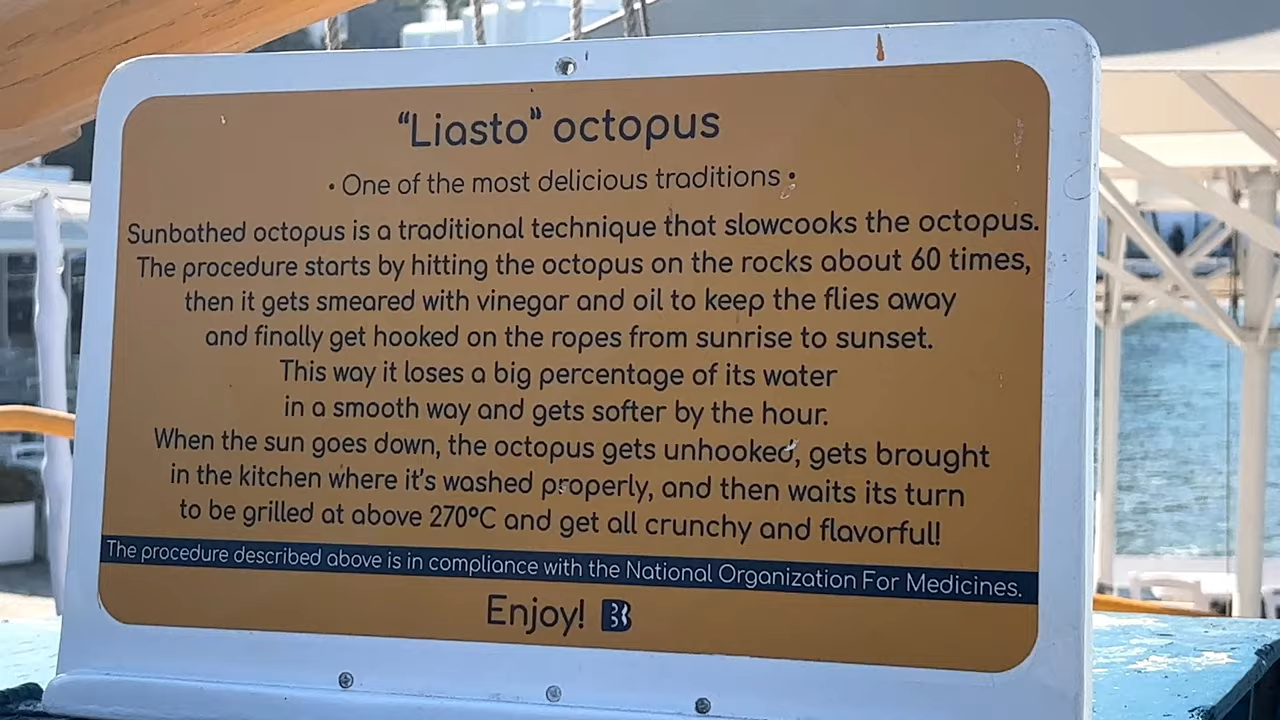 “Liasto” octopus
• One of the most delicious traditions •
Sunbathed octopus is a traditional technique that slowcooks the octopus.
The procedure starts by hitting the octopus on the rocks about 60 times,
then it gets smeared with vinegar and oil to keep the flies away
and finally get hooked on the ropes from sunrise to sunset.
This way it loses a big percentage of its water
in a smooth way and gets softer by the hour.
When the sun goes down, the octopus gets unhooked, gets brought
in the kitchen where it's washed properly, and then waits its turn
to be grilled at above 270°C and get all crunchy and flavorful!
The procedure described above is in compliance with the National Organization For Medicines.
Enjoy!